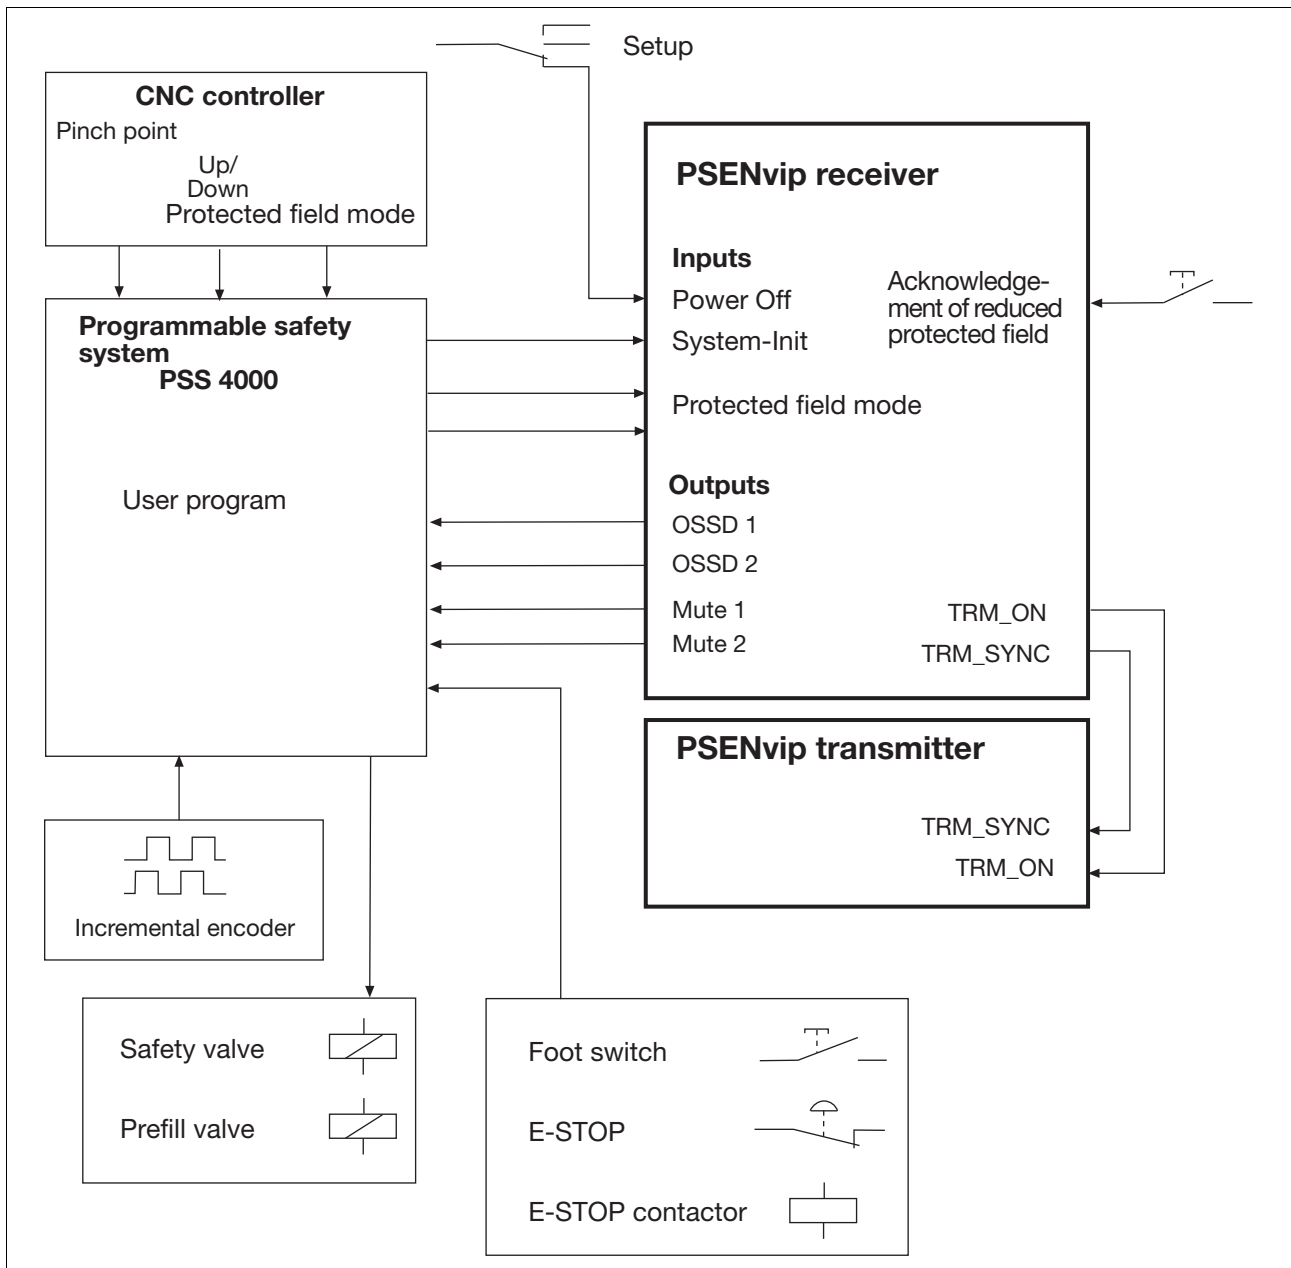 Setup
CNC controller
Pinch point
Up/
Down
Protected field mode
Programmable safety
system
PSS 4000
User program
PSENvip receiver
Inputs
Power Off
System-Init
Protected field mode
Acknowledge-
ment of reduced
protected field
Outputs
OSSD 1
OSSD 2
Mute 1
Mute 2
TRM_ON
TRM_SYNC
PSENvip transmitter
TRM_SYNC
TRM_ON
Incremental encoder
Safety valve
Prefill valve
Foot switch
E-STOP
E-STOP contactor